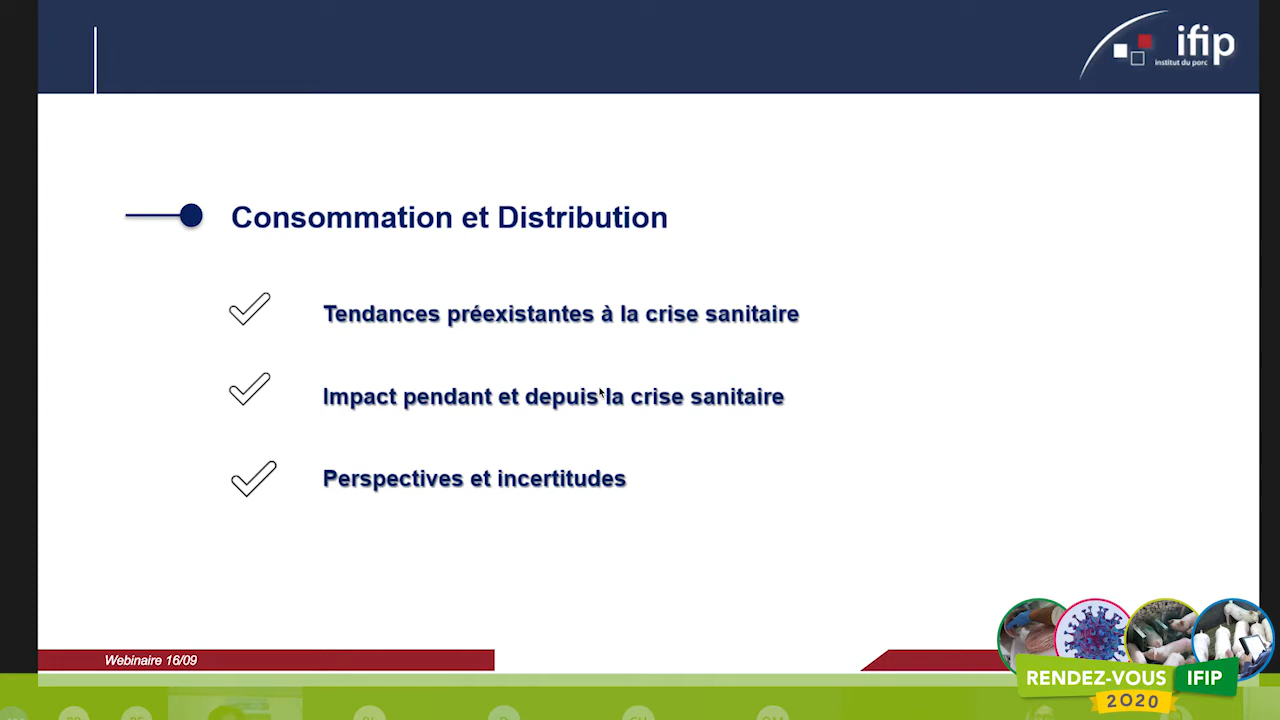 ifip
institut du porc
Consommation et Distribution
Tendances préexistantes à la crise sanitaire
Impact pendant et depuis la crise sanitaire
Perspectives et incertitudes
Webinaire 16/09
RENDEZ-VOUS IFIP
2020